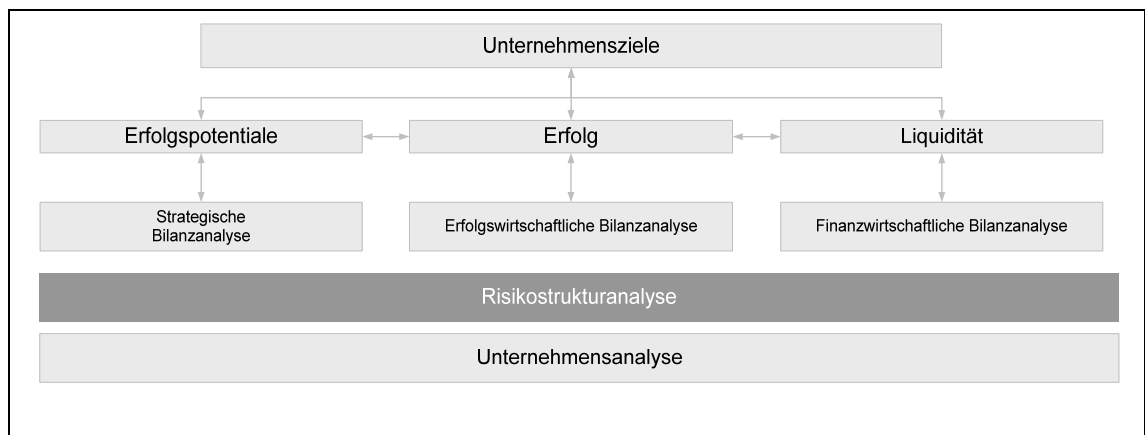 Unternehmensziele
Erfolgspotentiale
Erfolg
Liquidität
Strategische
Bilanzanalyse
Erfolgswirtschaftliche Bilanzanalyse
Finanzwirtschaftliche Bilanzanalyse
Risikostrukturanalyse
Unternehmensanalyse